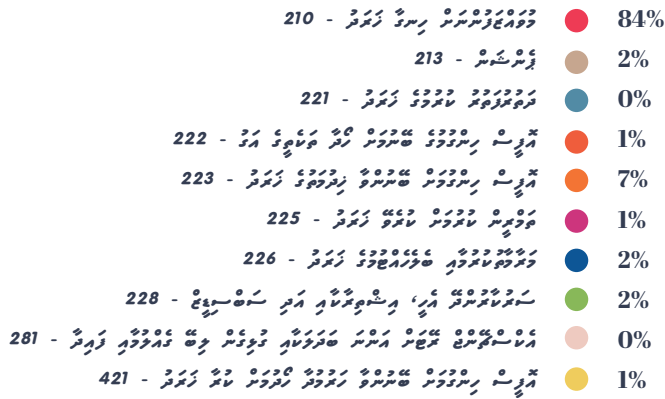 84% މުވައްޒަފުންނަށް ހިނގާ ޚަރަދު - 210
2% ޕެންޝަން - 213
0% ދަތުރުފަތުރު ކުރުމުގެ ޚަރަދު - 221
1% އޮފީސް ހިންގުމުގެ ބޭނުމަށް ހޯދާ ތަކެތީގެ އަގު - 222
7% އޮފީސް ހިންގުމަށް ބޭނުންވާ ޚިދުމަތުގެ ޚަރަދު - 223
1% ތަމްރީން ކުރުމަށް ކުރެވޭ ޚަރަދު - 225
2% މަރާމާތުކުރުމާއި ބެލެހެއްޓުމުގެ ޚަރަދު - 226
2% ސަރުކާރުންދޭ އެހީ، އިޝްތިރާކާއި އަދި ސަބްސިޑީޒް - 228
0% އެކްސްޗޭންޖް ރޭޓަށް އަންނަ ބަދަލަކާއި ގުޅިގެން ލިބޭ ގެއްލުމާއި ފައިދާ - 281
1% އޮފީސް ހިންގުމަށް ބޭނުންވާ ހަރުމުދާ ހޯދުމަށް ކުރާ ޚަރަދު - 421